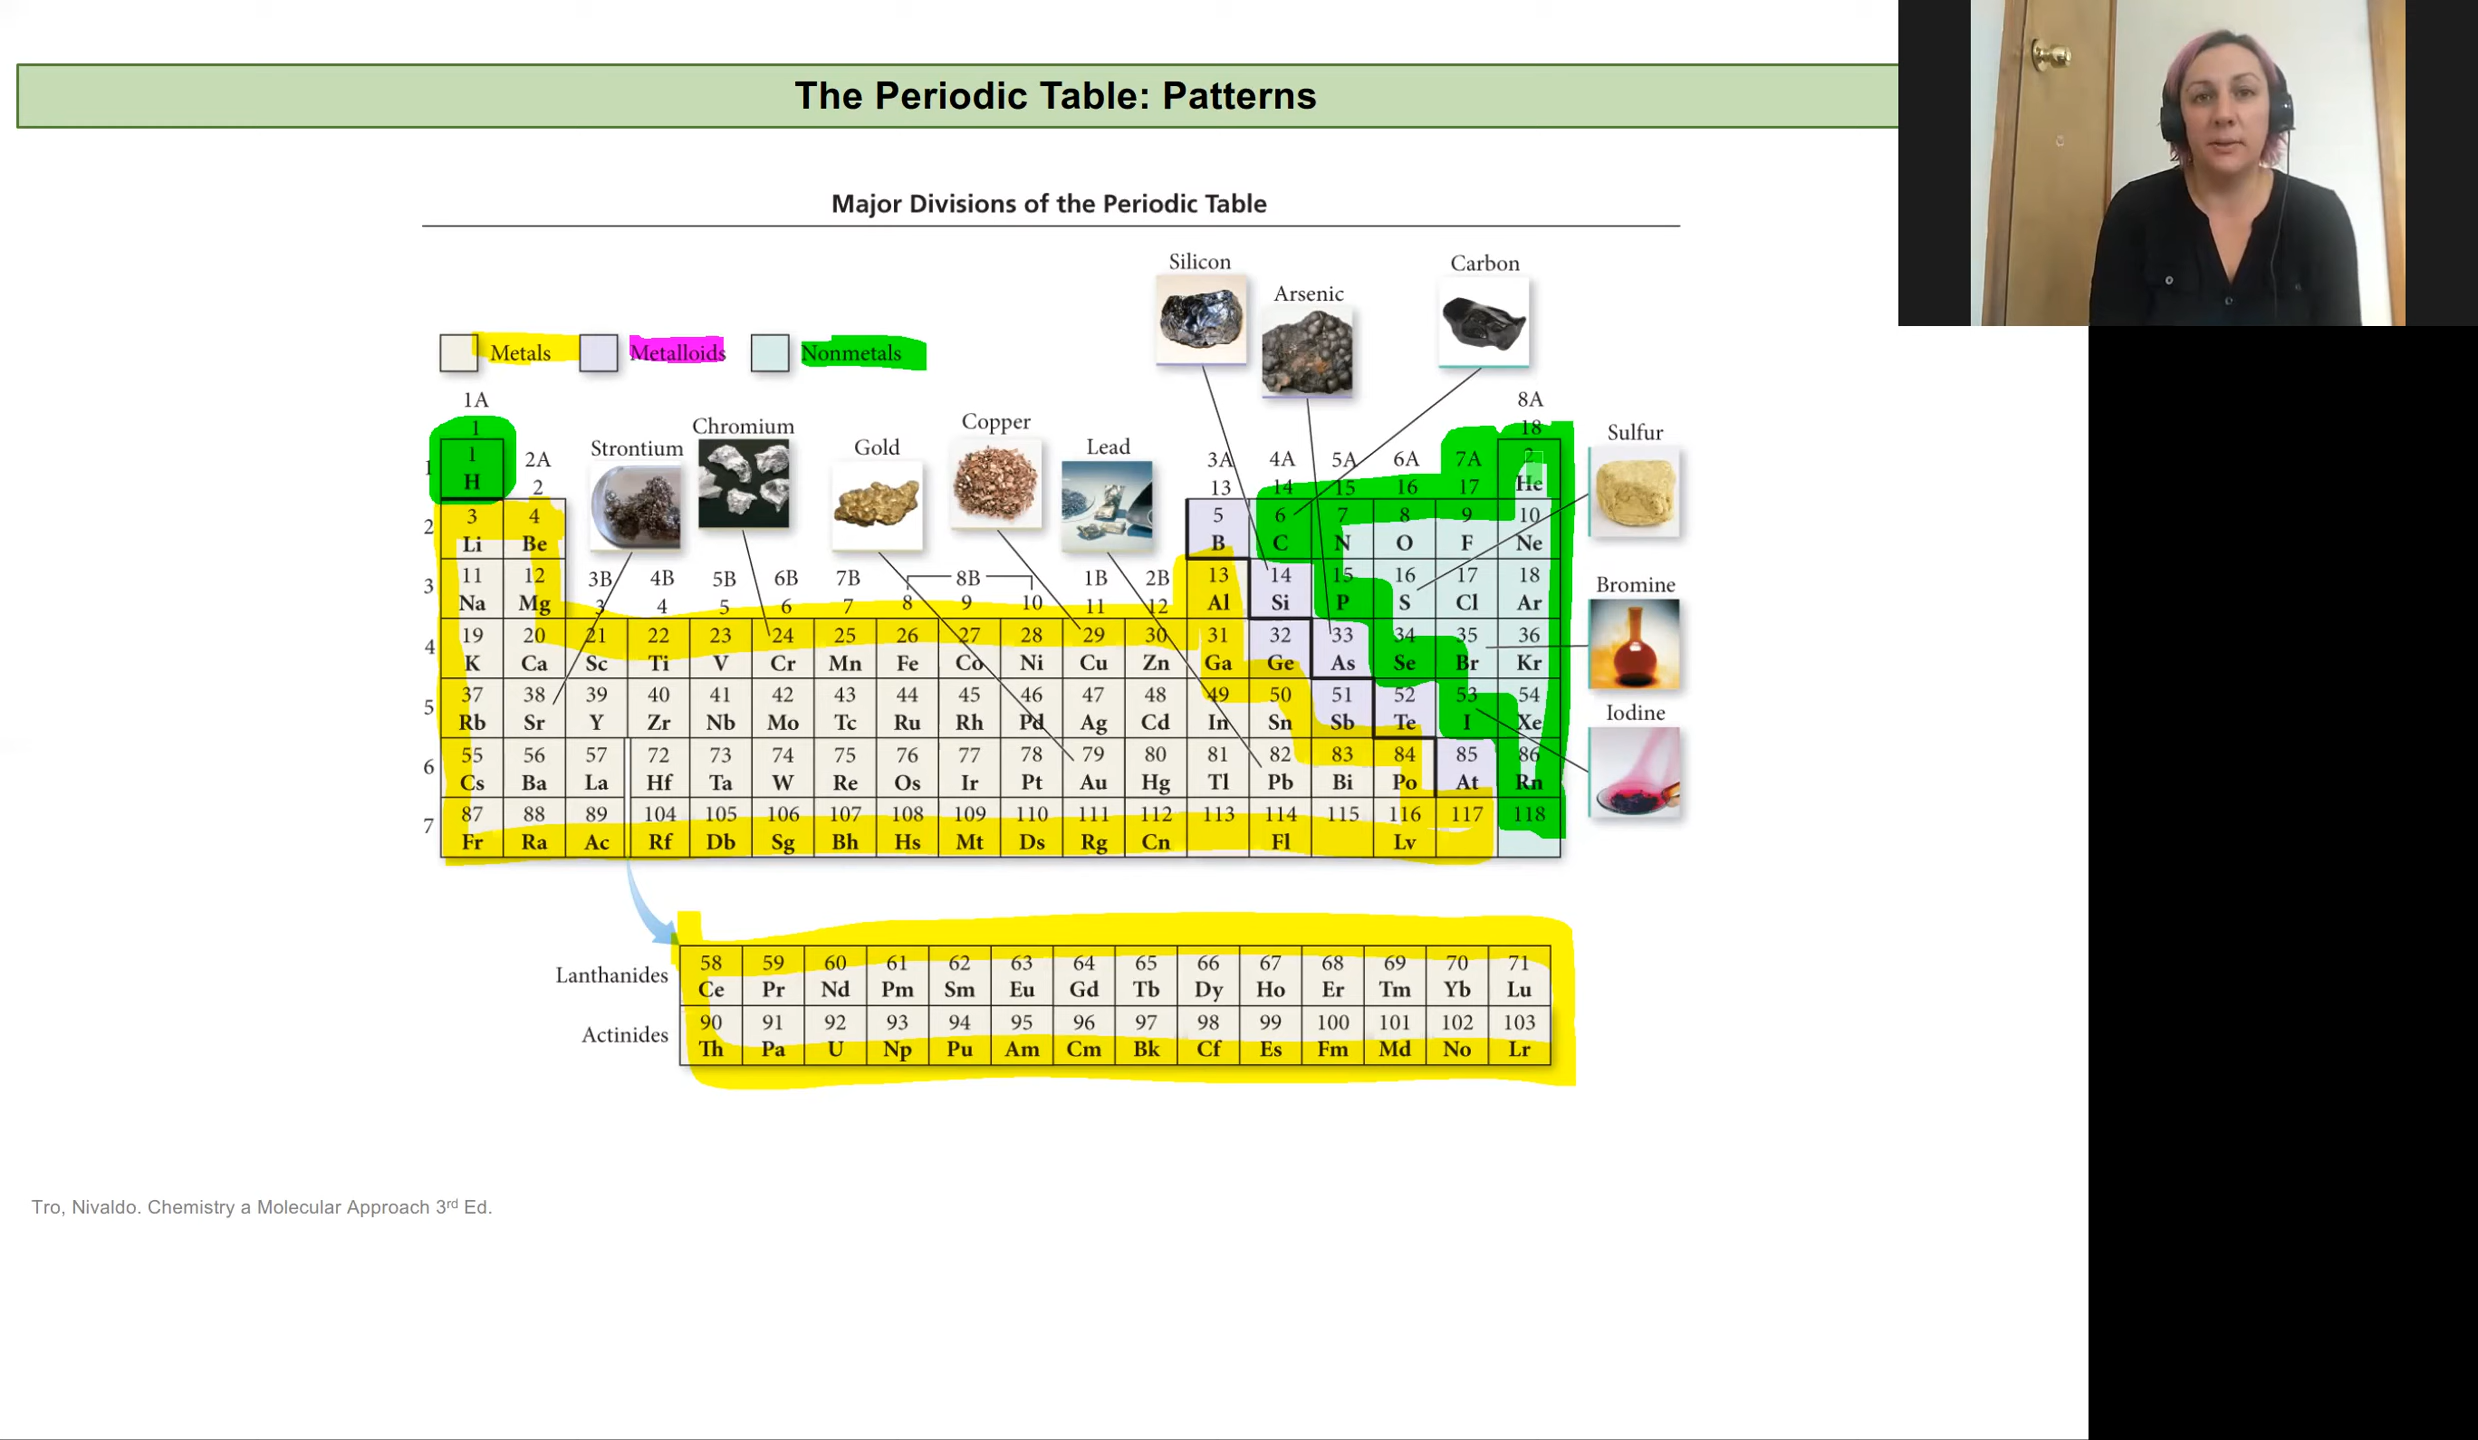 The Periodic Table: Patterns
Major Divisions of the Periodic Table
Silicon
Carbon
Arsenic
Metals
Metalloids
Nonmetals
1A
8A
1
18
Chromium
Copper
Sulfur
Strontium
Gold
Lead
1 1 2A 3A 4A 5A 6A 7A 2
H 2 13 14 15 16 17 He
2 3 4 5 6 7 8 9 10
Li Be B C N O F Ne
3 11 12 3B 4B 5B 6B 7B 8B 1B 2B 13 14 15 16 17 18
Na Mg 3 4 5 6 7 8 9 10 11 12 Al Si P S Cl Ar
Bromine
4 19 20 21 22 23 24 25 26 27 28 29 30 31 32 33 34 35 36
K Ca Sc Ti V Cr Mn Fe Co Ni Cu Zn Ga Ge As Se Br Kr
5 37 38 39 40 41 42 43 44 45 46 47 48 49 50 51 52 53 54
Rb Sr Y Zr Nb Mo Tc Ru Rh Pd Ag Cd In Sn Sb Te I Xe
Iodine
6 55 56 57 72 73 74 75 76 77 78 79 80 81 82 83 84 85 86
Cs Ba La Hf Ta W Re Os Ir Pt Au Hg Tl Pb Bi Po At Rn
7 87 88 89 104 105 106 107 108 109 110 111 112 113 114 115 116 117 118
Fr Ra Ac Rf Db Sg Bh Hs Mt Ds Rg Cn Fl Lv
Lanthanides 58 59 60 61 62 63 64 65 66 67 68 69 70 71
Ce Pr Nd Pm Sm Eu Gd Tb Dy Ho Er Tm Yb Lu
Actinides 90 91 92 93 94 95 96 97 98 99 100 101 102 103
Th Pa U Np Pu Am Cm Bk Cf Es Fm Md No Lr
Tro, Nivaldo. Chemistry a Molecular Approach 3rd Ed.